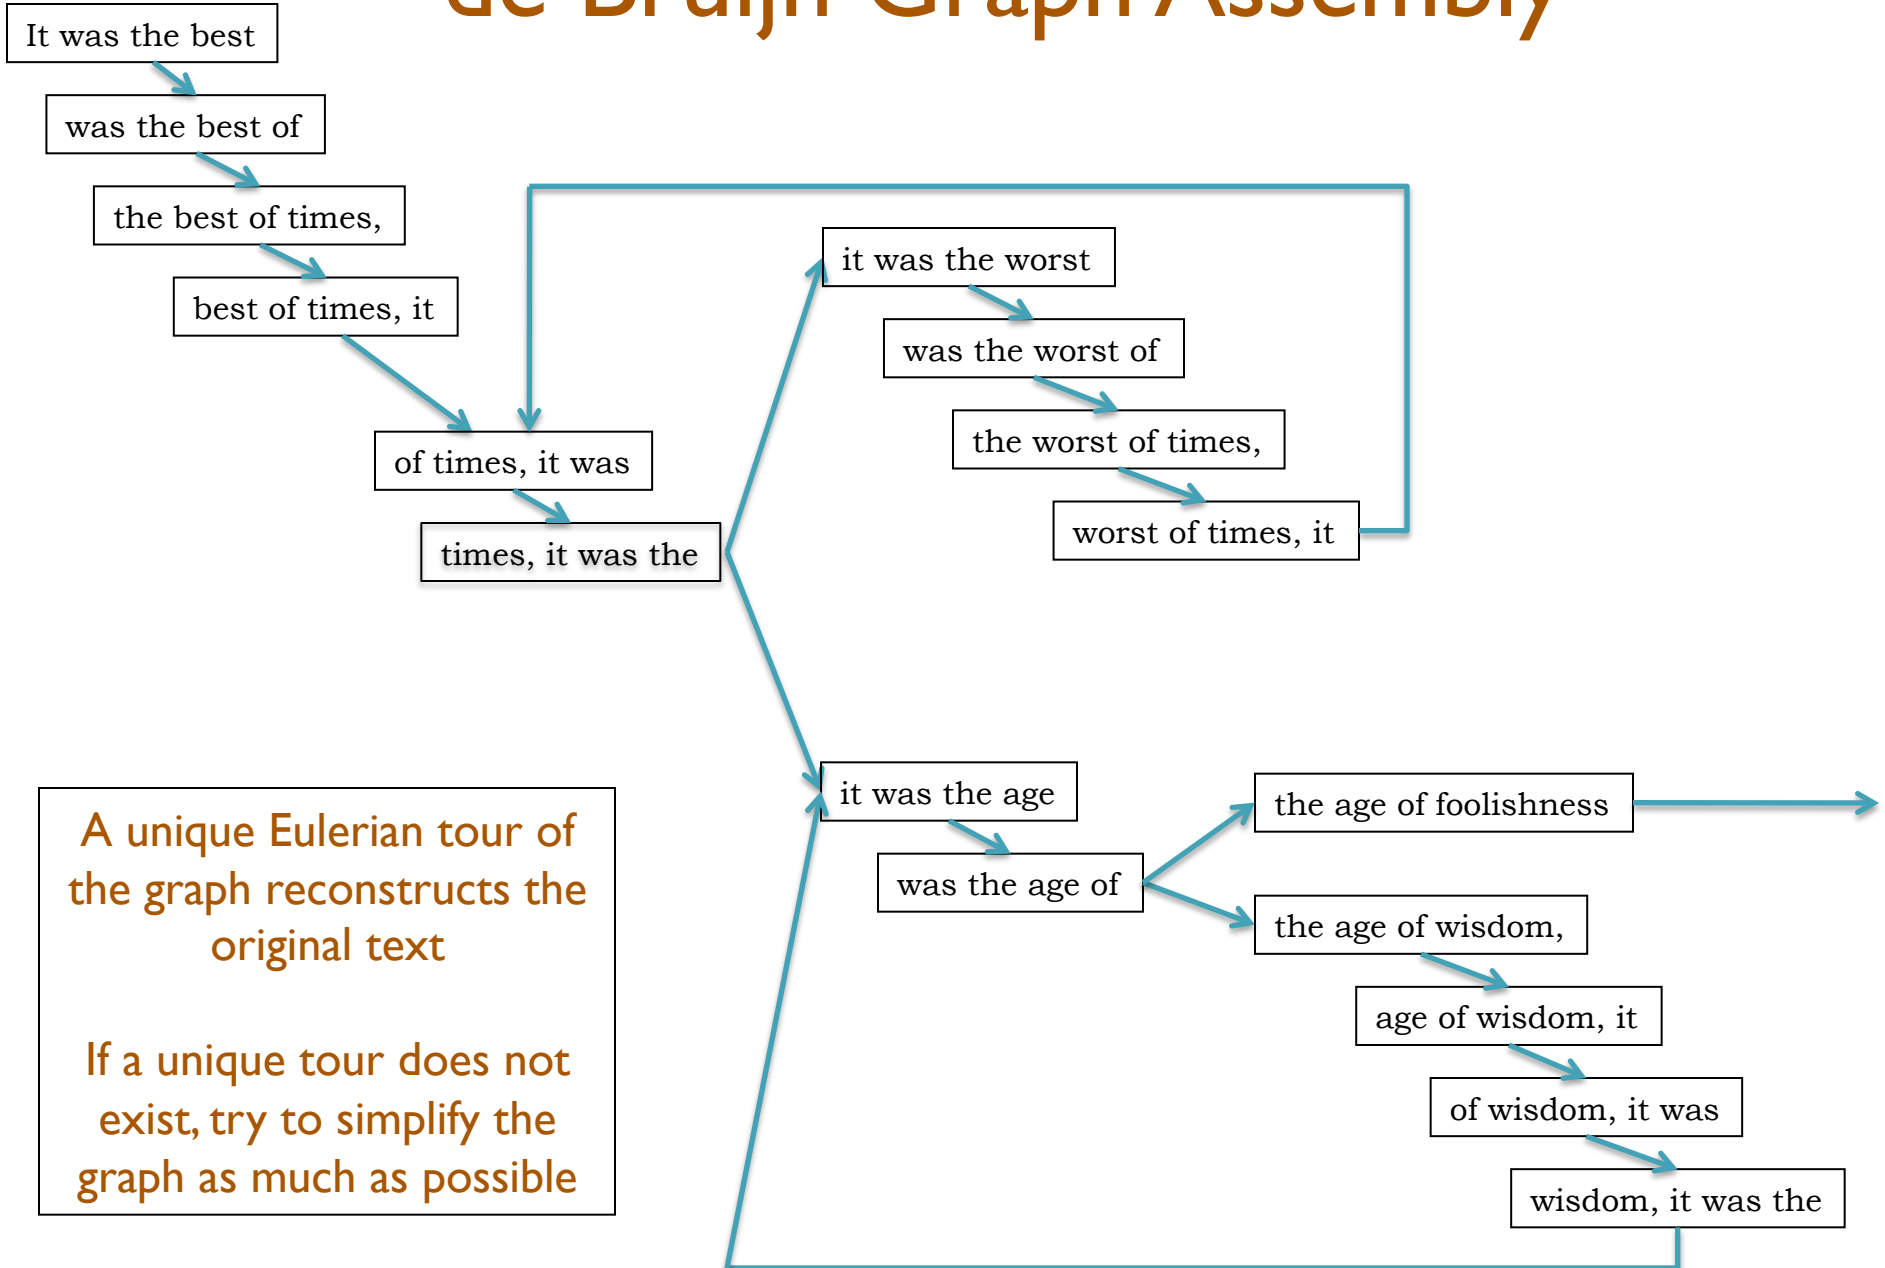 de Bruijn Graph Assembly
It was the best
was the best of
the best of times,
best of times, it
of times, it was
times, it was the
it was the worst
was the worst of
the worst of times,
worst of times, it
it was the age
was the age of
the age of foolishness
the age of wisdom,
age of wisdom, it
of wisdom, it was
wisdom, it was the
A unique Eulerian tour of
the graph reconstructs the
original text
If a unique tour does not
exist, try to simplify the
graph as much as possible